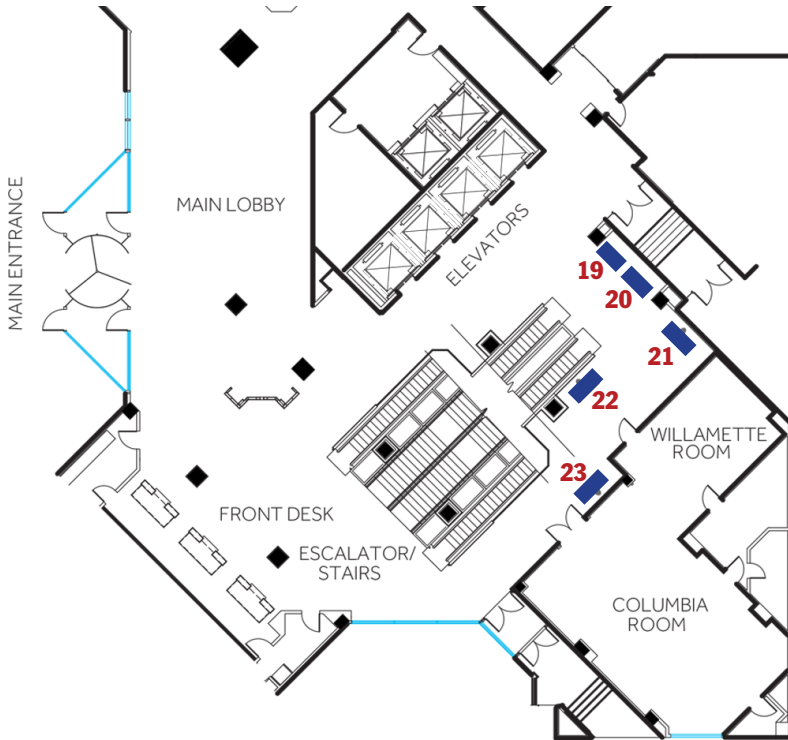 MAIN ENTRANCE
MAIN LOBBY
ELEVATORS
19
20
21
22
WILLAMETTE
ROOM
23
FRONT DESK
ESCALATOR/
STAIRS
COLUMBIA
ROOM